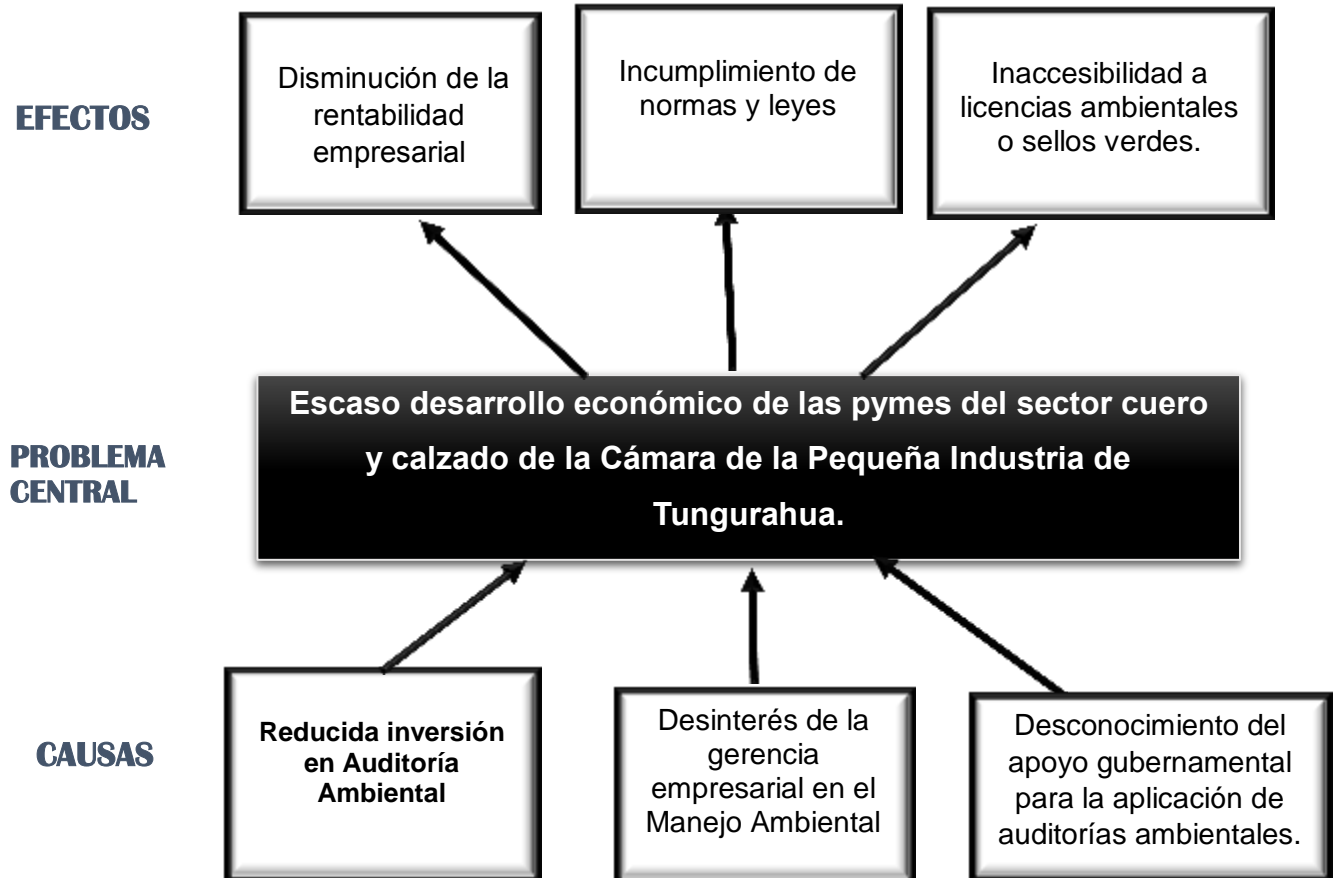 EFECTOS
Disminución de la
rentabilidad
empresarial
Incumplimiento de
normas y leyes
Inaccesibilidad a
licencias ambientales
o sellos verdes.
PROBLEMA
CENTRAL
Escaso desarrollo económico de las pymes del sector cuero
y calzado de la Cámara de la Pequeña Industria de
Tungurahua.
CAUSAS
Reducida inversión
en Auditoría
Ambiental
Desinterés de la
gerencia
empresarial en el
Manejo Ambiental
Desconocimiento del
apoyo gubernamental
para la aplicación de
auditorías ambientales.